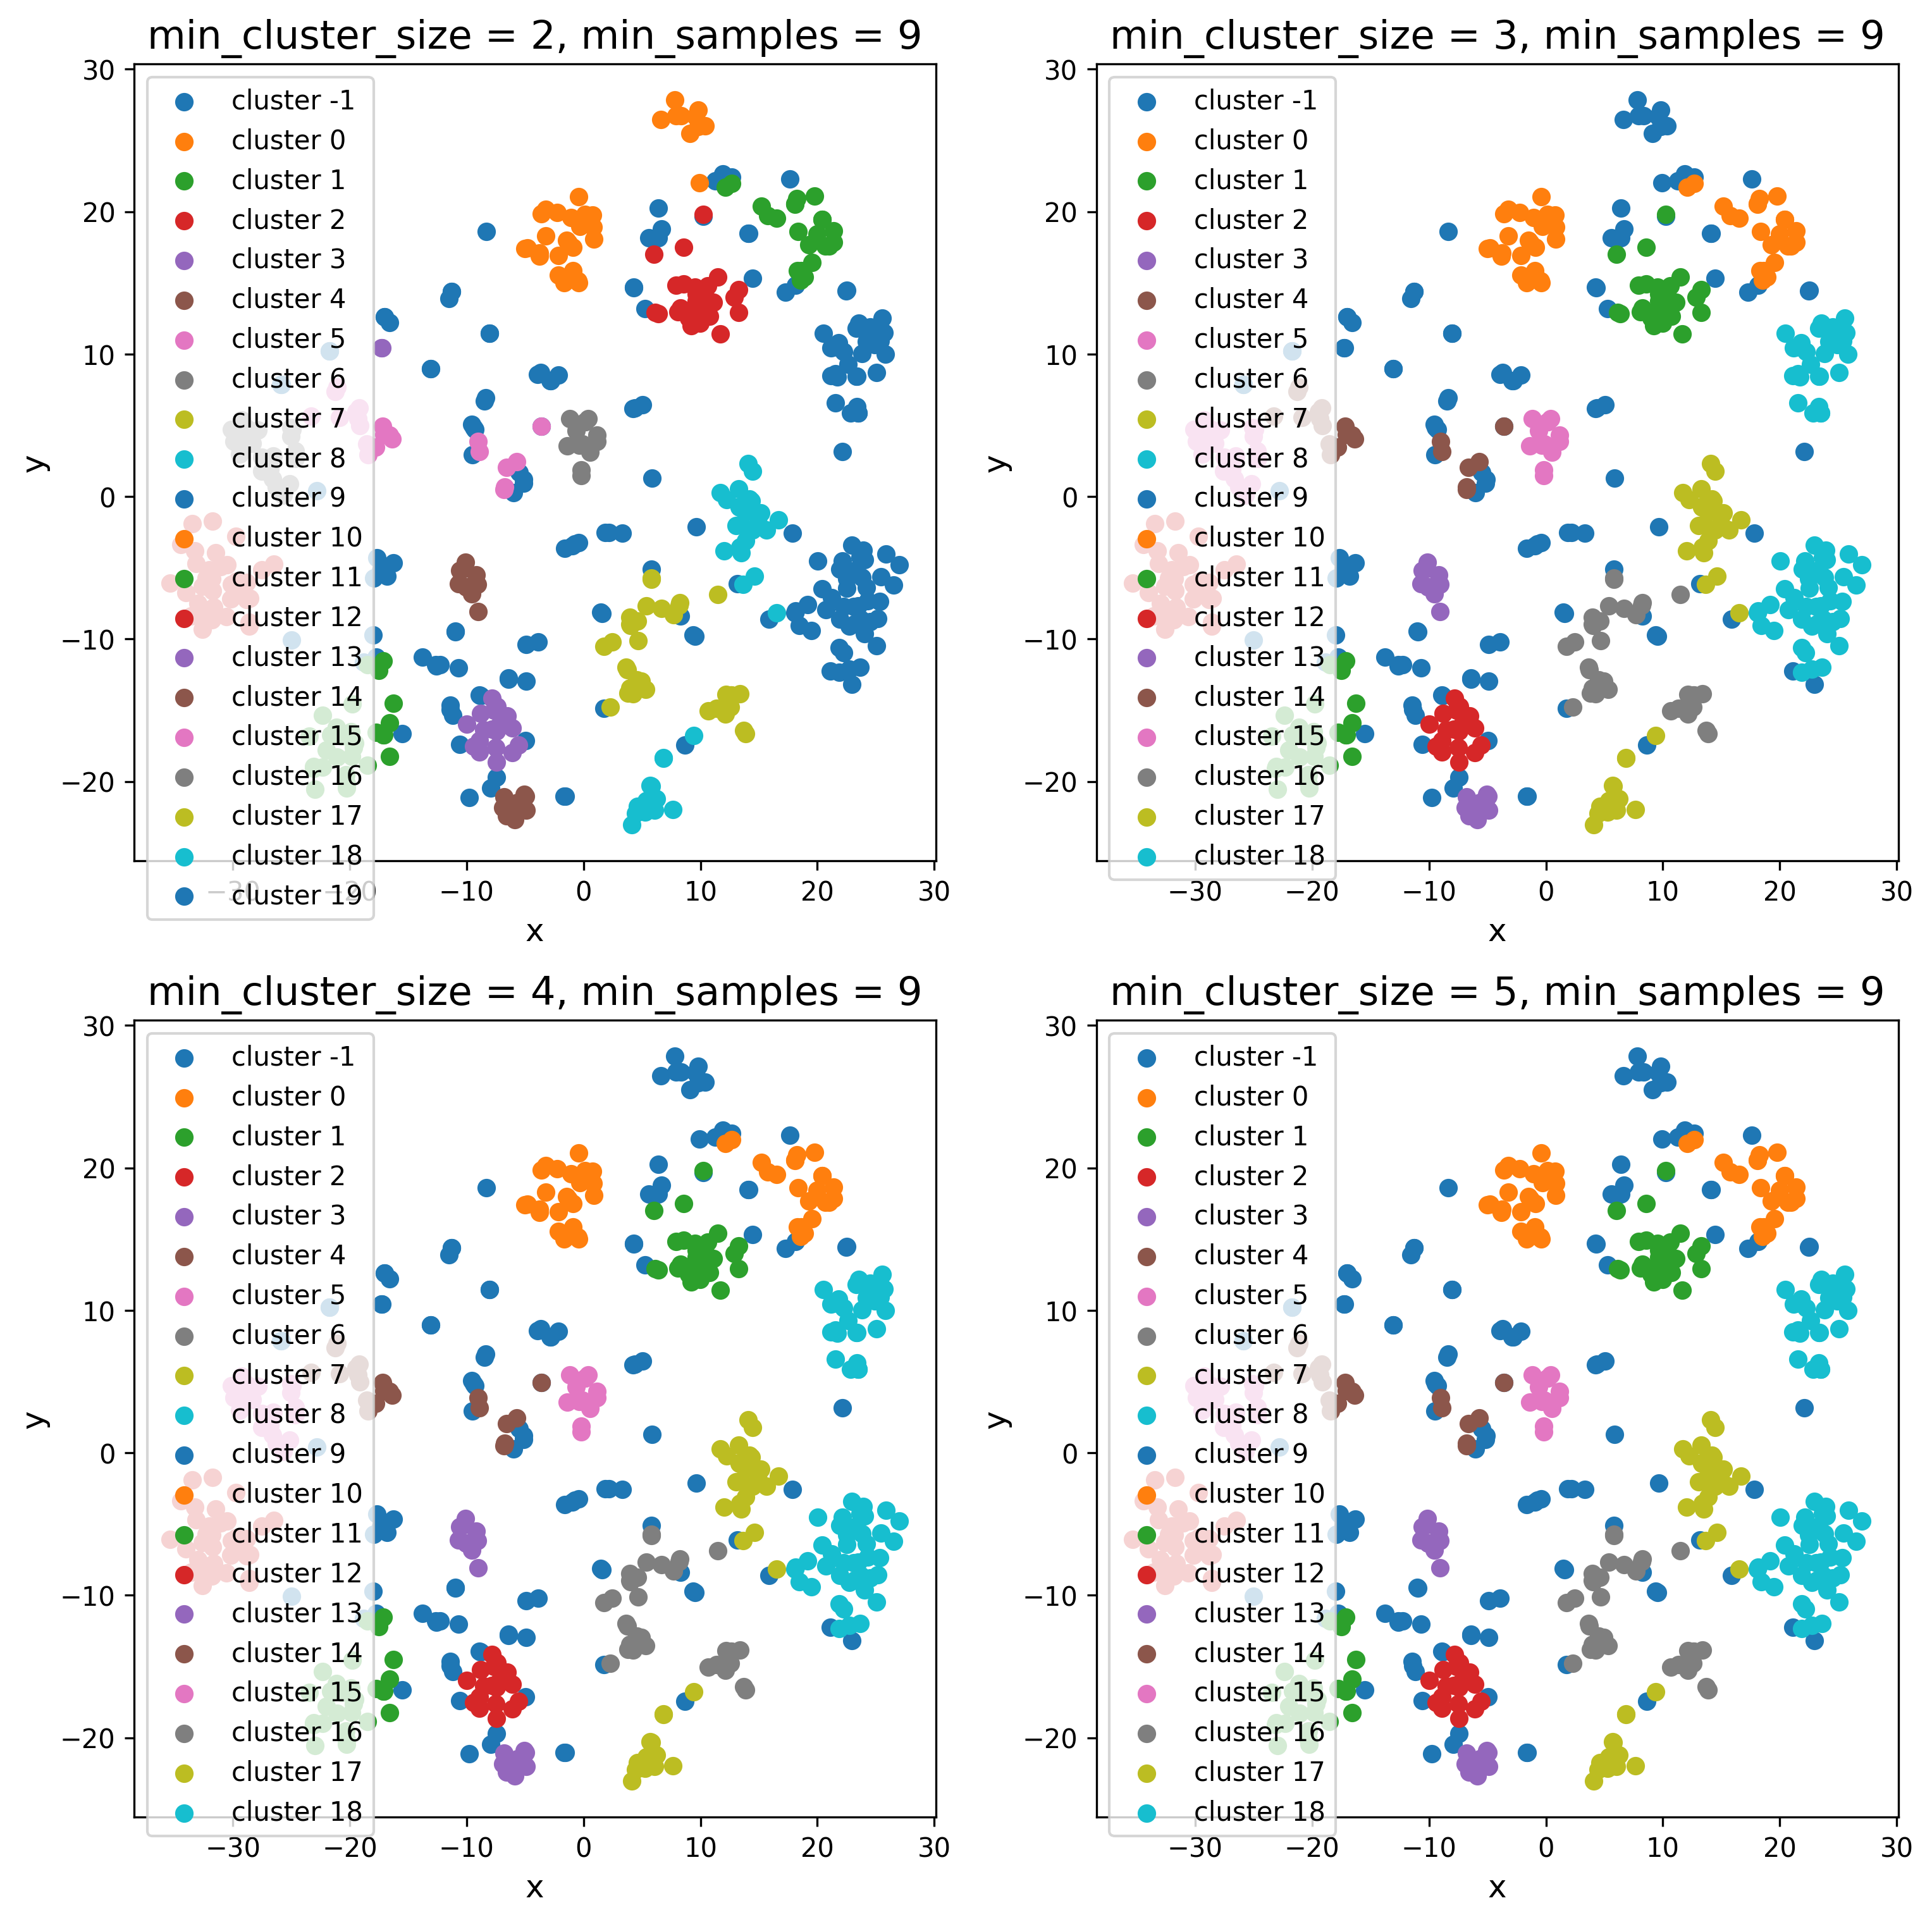 min_cluster_size = 2, min_samples = 9
30
20
10
0
−10
−20
y
cluster -1
cluster 0
cluster 1
cluster 2
cluster 3
cluster 4
cluster 5
cluster 6
cluster 7
cluster 8
cluster 9
cluster 10
cluster 11
cluster 12
cluster 13
cluster 14
cluster 15
cluster 16
cluster 17
cluster 18
cluster 19
−30 −20 −10 0 10 20 30
x
min_cluster_size = 3, min_samples = 9
30
20
10
0
−10
−20
y
cluster -1
cluster 0
cluster 1
cluster 2
cluster 3
cluster 4
cluster 5
cluster 6
cluster 7
cluster 8
cluster 9
cluster 10
cluster 11
cluster 12
cluster 13
cluster 14
cluster 15
cluster 16
cluster 17
cluster 18
−30 −20 −10 0 10 20 30
x
min_cluster_size = 4, min_samples = 9
30
20
10
0
−10
−20
y
cluster -1
cluster 0
cluster 1
cluster 2
cluster 3
cluster 4
cluster 5
cluster 6
cluster 7
cluster 8
cluster 9
cluster 10
cluster 11
cluster 12
cluster 13
cluster 14
cluster 15
cluster 16
cluster 17
cluster 18
−30 −20 −10 0 10 20 30
x
min_cluster_size = 5, min_samples = 9
30
20
10
0
−10
−20
y
cluster -1
cluster 0
cluster 1
cluster 2
cluster 3
cluster 4
cluster 5
cluster 6
cluster 7
cluster 8
cluster 9
cluster 10
cluster 11
cluster 12
cluster 13
cluster 14
cluster 15
cluster 16
cluster 17
cluster 18
−30 −20 −10 0 10 20 30
x